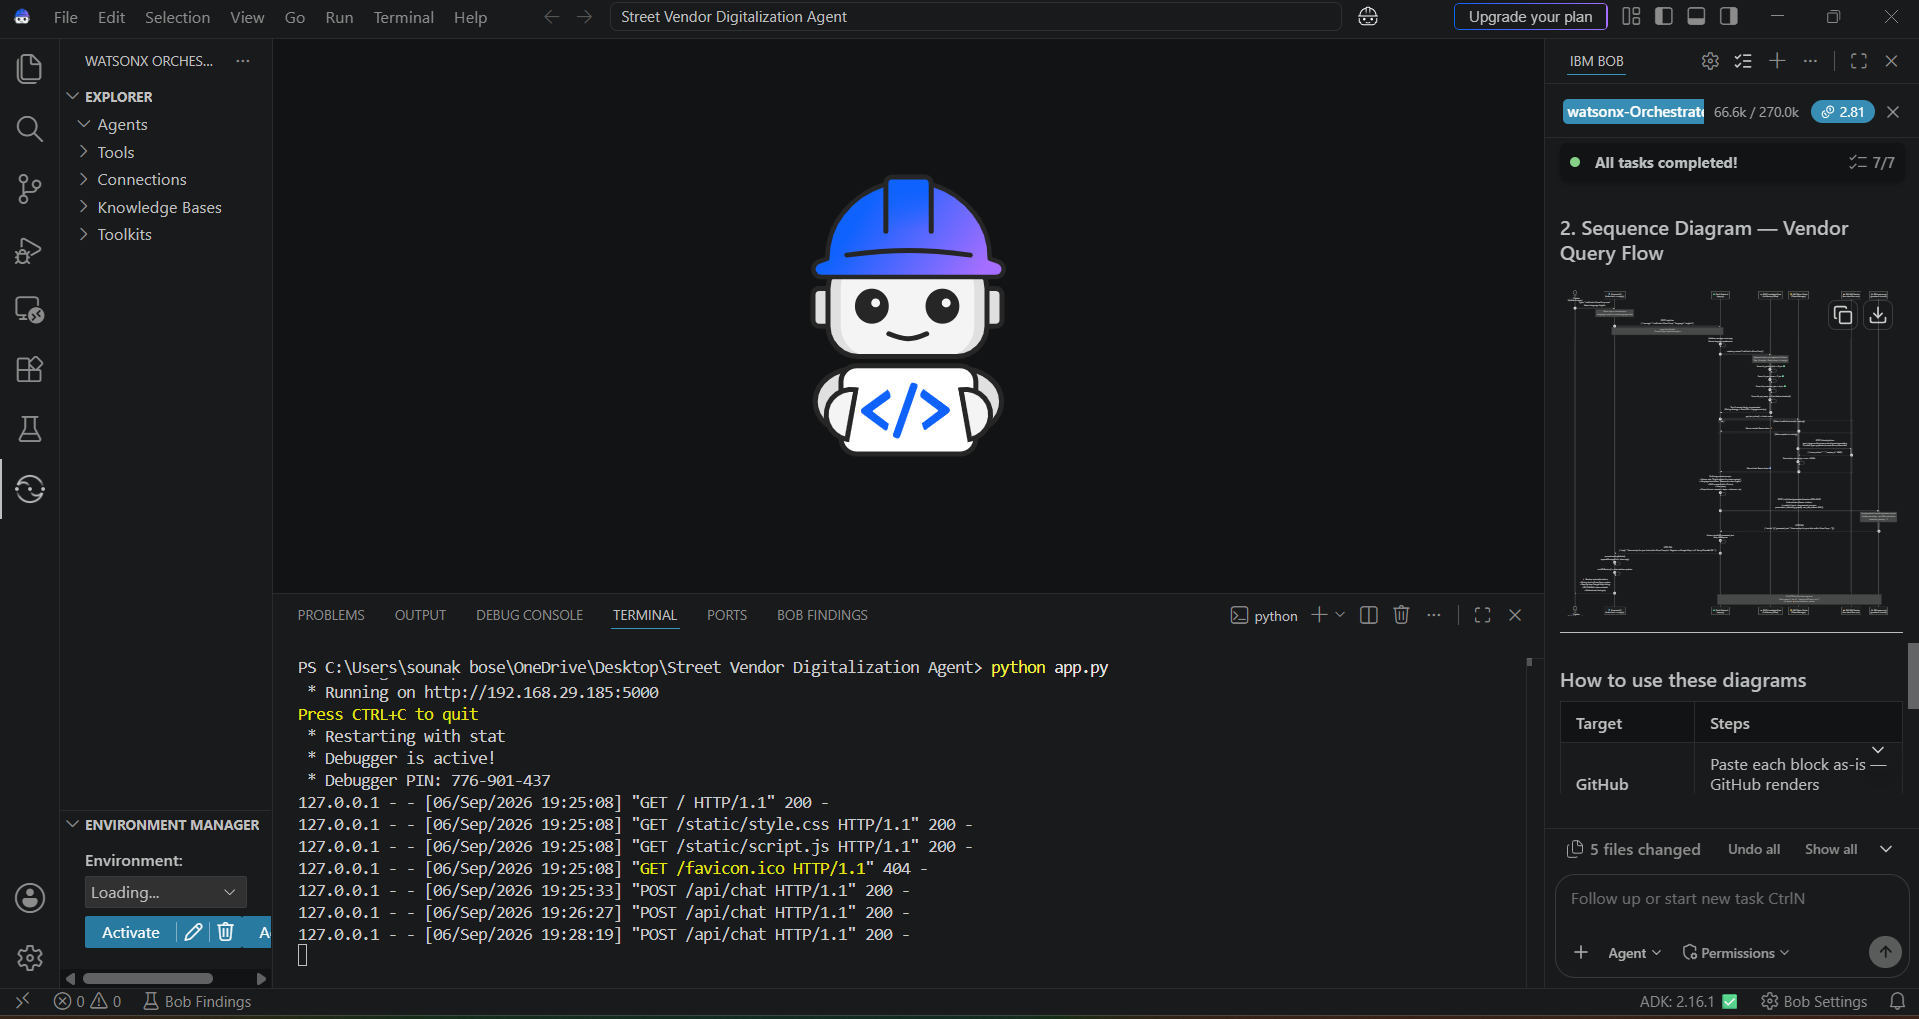 File Edit Selection View Go Run Terminal Help
Street Vendor Digitalization Agent
Upgrade your plan
WATSONX ORCHES...
EXPLORER
Agents
Tools
Connections
Knowledge Bases
Toolkits
ENVIRONMENT MANAGER
Environment:
Loading...
Activate
A
</>
PROBLEMS OUTPUT DEBUG CONSOLE TERMINAL PORTS BOB FINDINGS
python
PS C:\Users\sounak bose\OneDrive\Desktop\Street Vendor Digitalization Agent> python app.py
* Running on http://192.168.29.185:5000
Press CTRL+C to quit
* Restarting with stat
* Debugger is active!
* Debugger PIN: 776-901-437
127.0.0.1 - - [06/Sep/2026 19:25:08] "GET / HTTP/1.1" 200 -
127.0.0.1 - - [06/Sep/2026 19:25:08] "GET /static/style.css HTTP/1.1" 200 -
127.0.0.1 - - [06/Sep/2026 19:25:08] "GET /static/script.js HTTP/1.1" 200 -
127.0.0.1 - - [06/Sep/2026 19:25:08] "GET /favicon.ico HTTP/1.1" 404 -
127.0.0.1 - - [06/Sep/2026 19:25:33] "POST /api/chat HTTP/1.1" 200 -
127.0.0.1 - - [06/Sep/2026 19:26:27] "POST /api/chat HTTP/1.1" 200 -
127.0.0.1 - - [06/Sep/2026 19:28:19] "POST /api/chat HTTP/1.1" 200 -
IBM BOB
watsonx-Orchestrat 66.6k / 270.0k 2.81
All tasks completed! 7/7
2. Sequence Diagram — Vendor
Query Flow
How to use these diagrams
Target Steps
Paste each block as-is —
GitHub GitHub renders
5 files changed Undo all Show all
Follow up or start new task CtrlN
Agent Permissions
0 0 Bob Findings
ADK: 2.16.1 Bob Settings